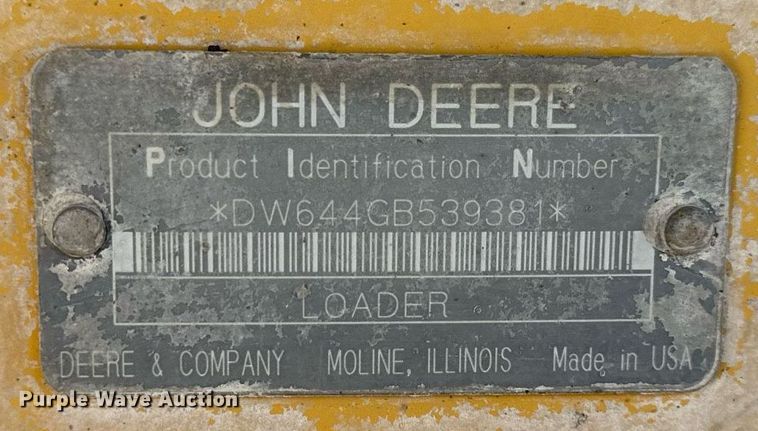 JOHN DEERE
Product Identification Number
*DW644GB539381*
LOADER
DEERE & COMPANY MOLINE, ILLINOIS Made in USA
Purple Wave Auction